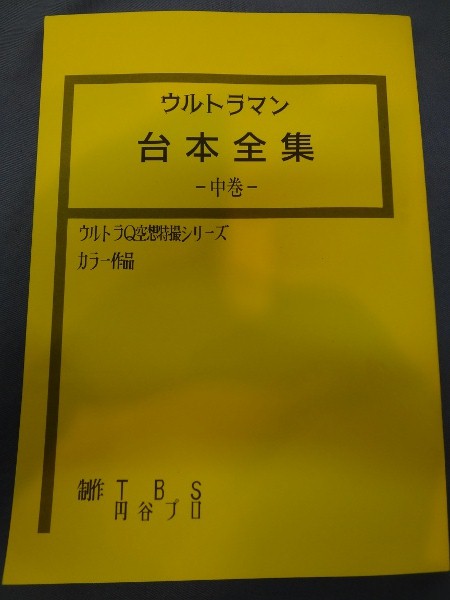 ウルトラマン
台本全集
－中巻－
ウルトラQ空想特撮シリーズ
カラー作品
制作 TBS
円谷プロ